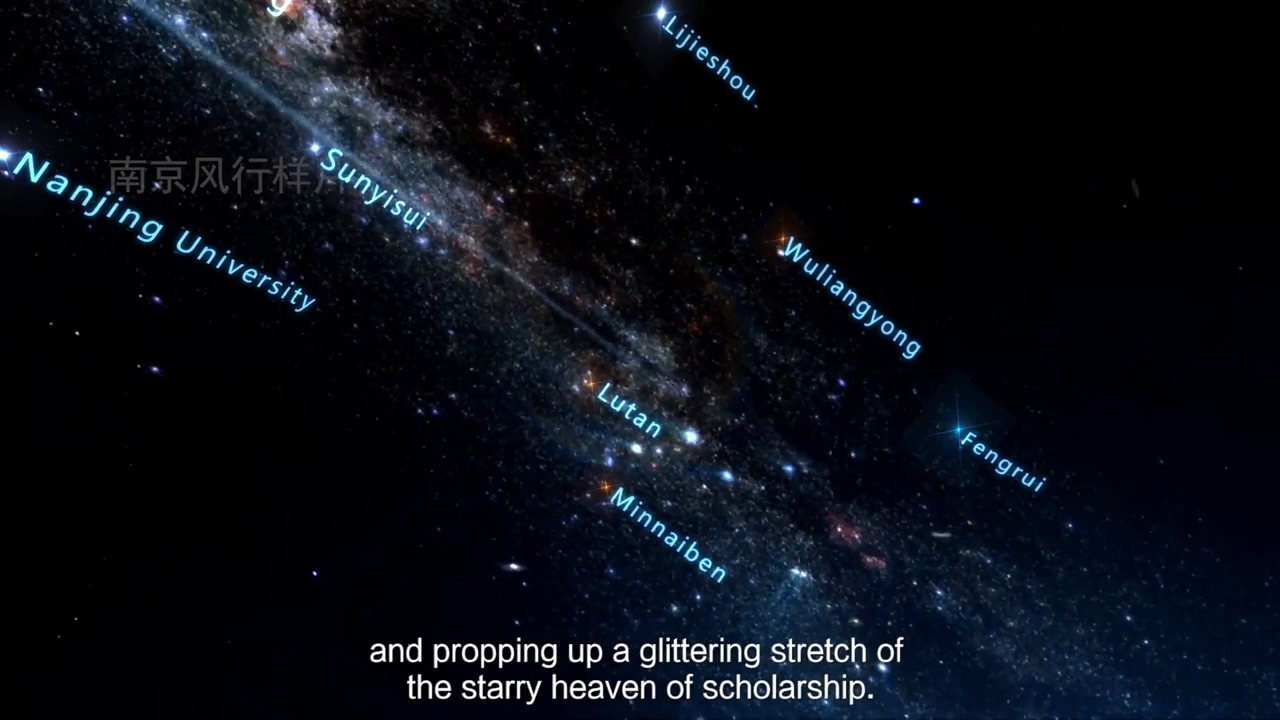 g
Lijieshou
南京风行样片
Sunyisui
Nanjing University
Wuliangyong
Lutan
Fengrui
Minnaiben
and propping up a glittering stretch of
the starry heaven of scholarship.